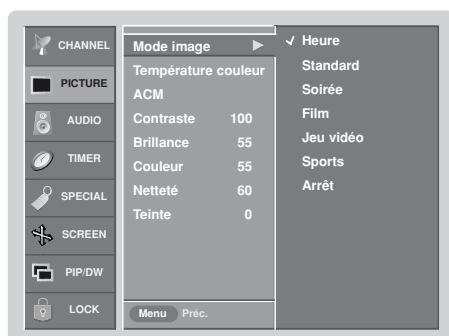 CHANNEL
PICTURE
AUDIO
TIMER
SPECIAL
SCREEN
PIP/DW
LOCK
Mode image
Température couleur
ACM
Contraste 100
Brillance 55
Couleur 55
Netteté 60
Teinte 0
Menu Préc.
Heure
Standard
Soirée
Film
Jeu vidéo
Sports
Arrêt